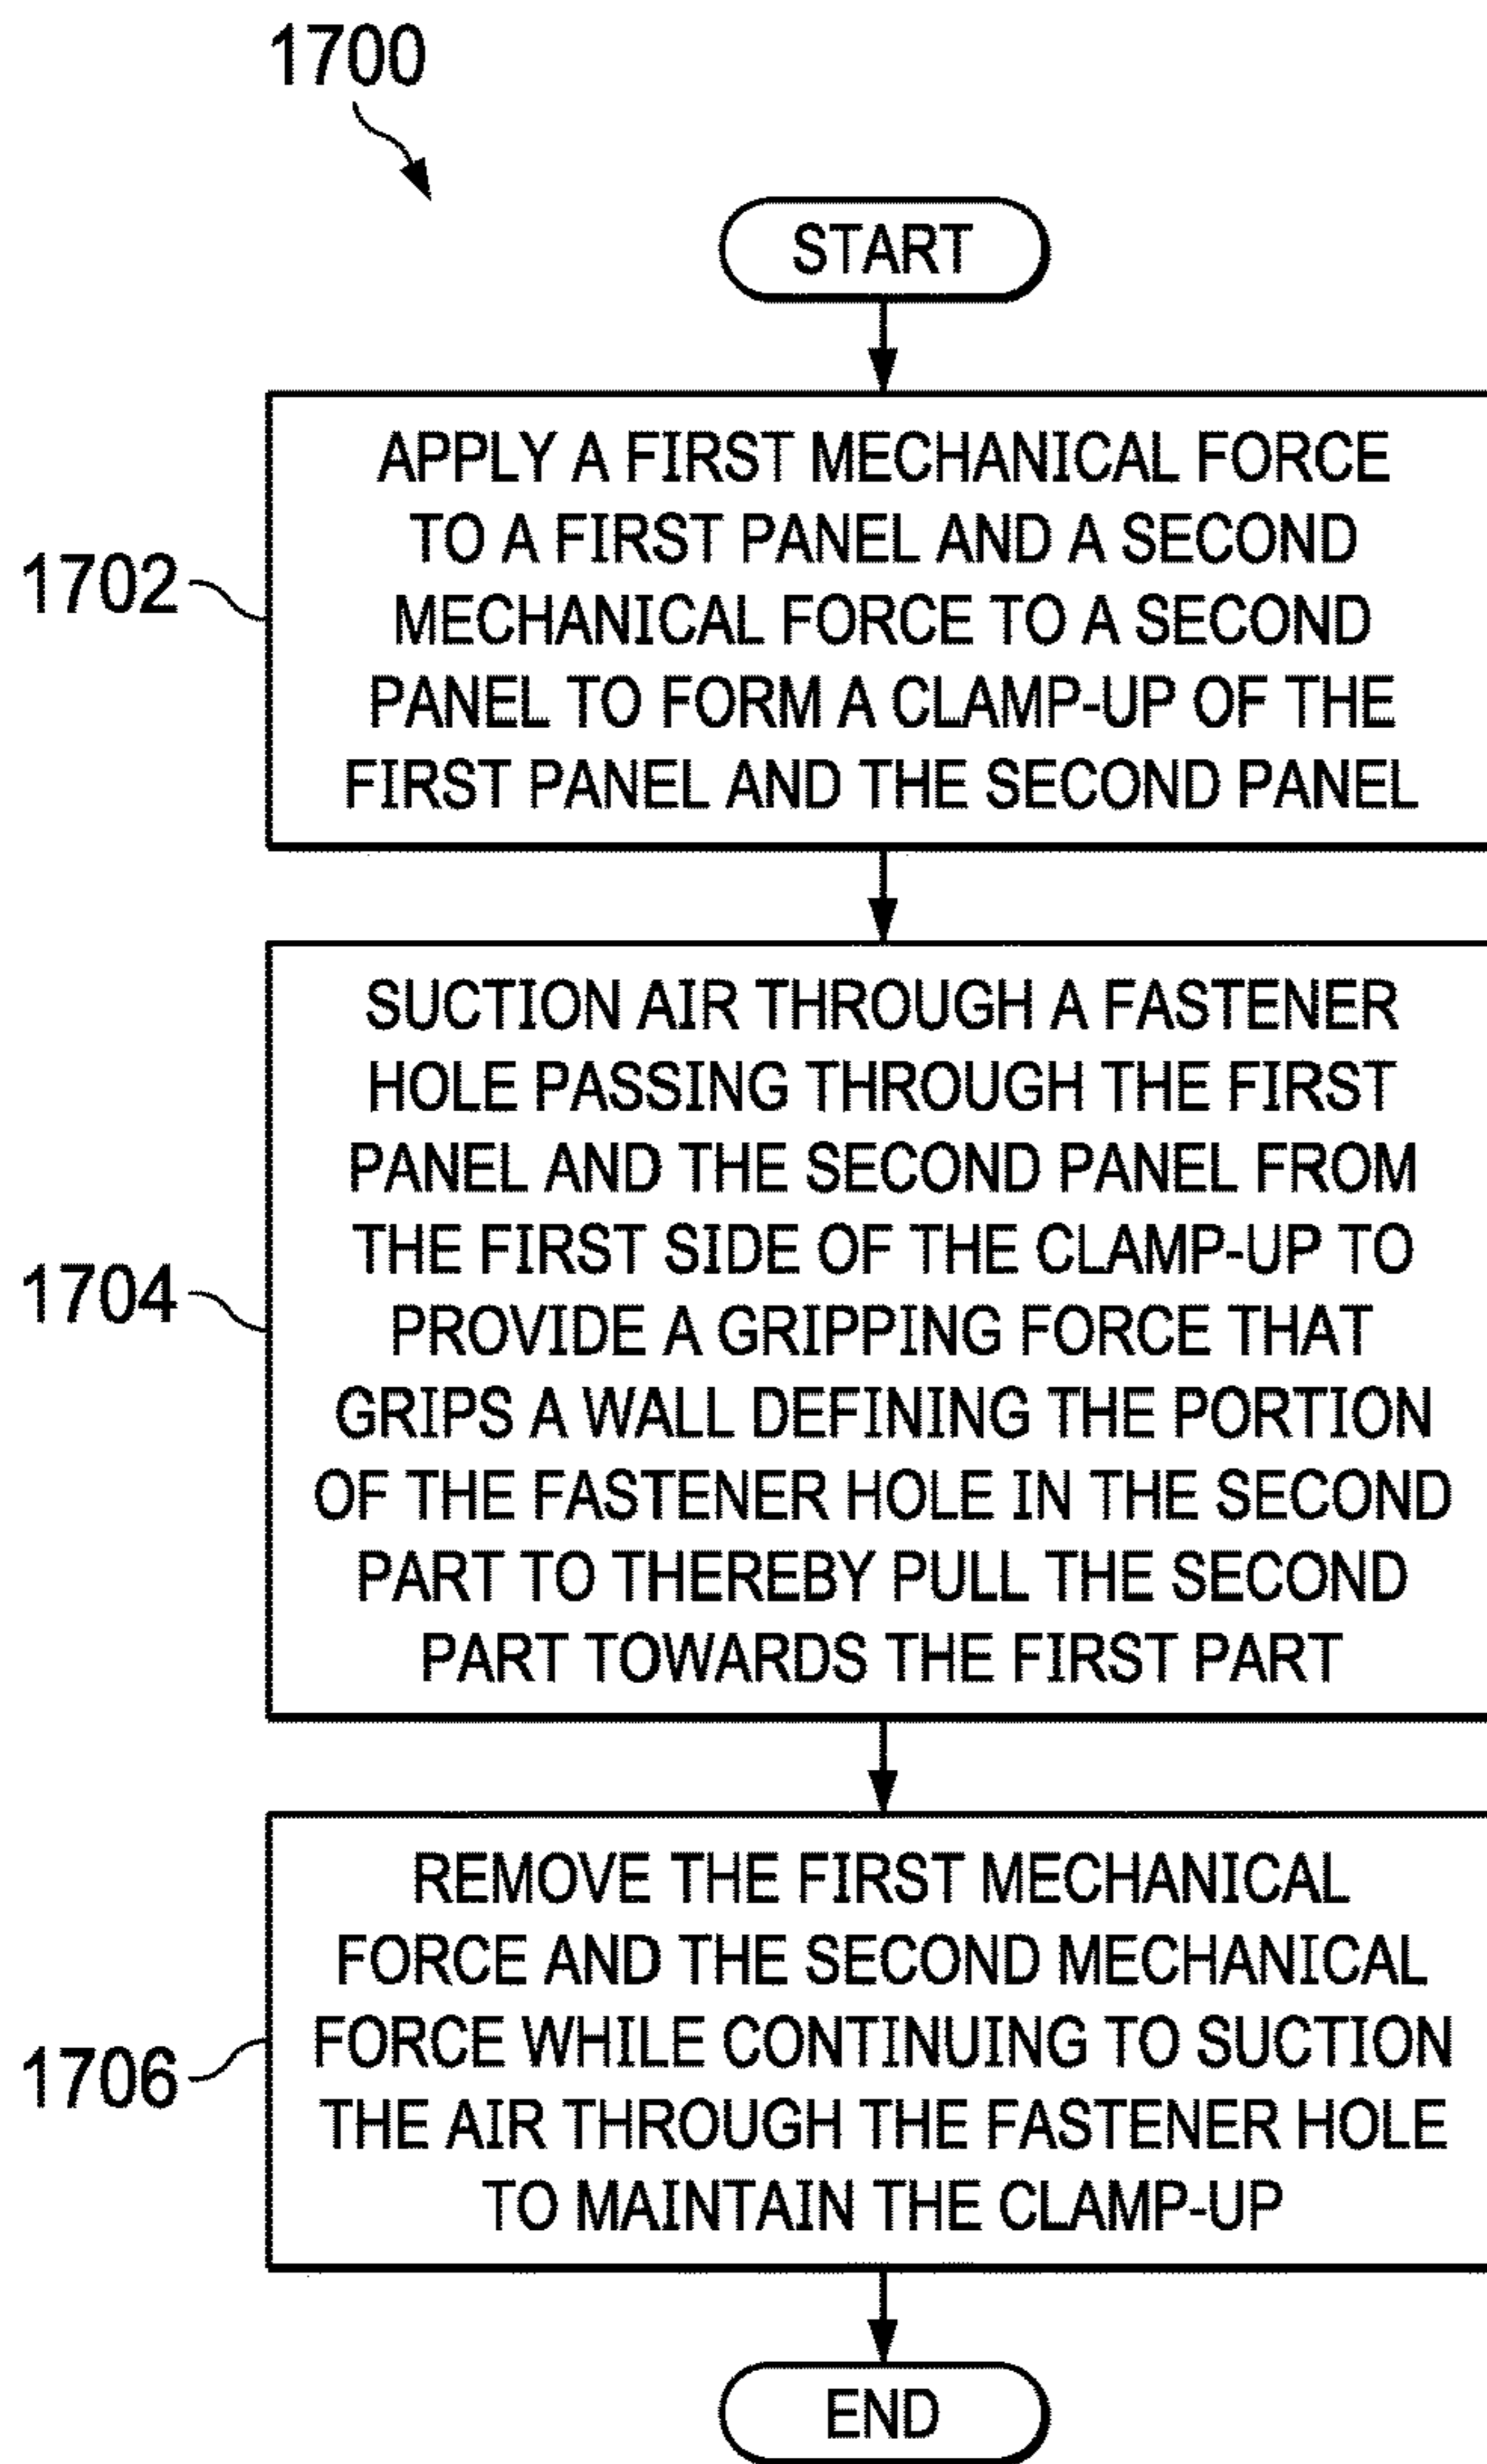 1700
START
1702
APPLY A FIRST MECHANICAL FORCE
TO A FIRST PANEL AND A SECOND
MECHANICAL FORCE TO A SECOND
PANEL TO FORM A CLAMP-UP OF THE
FIRST PANEL AND THE SECOND PANEL
1704
SUCTION AIR THROUGH A FASTENER
HOLE PASSING THROUGH THE FIRST
PANEL AND THE SECOND PANEL FROM
THE FIRST SIDE OF THE CLAMP-UP TO
PROVIDE A GRIPPING FORCE THAT
GRIPS A WALL DEFINING THE PORTION
OF THE FASTENER HOLE IN THE SECOND
PART TO THEREBY PULL THE SECOND
PART TOWARDS THE FIRST PART
1706
REMOVE THE FIRST MECHANICAL
FORCE AND THE SECOND MECHANICAL
FORCE WHILE CONTINUING TO SUCTION
THE AIR THROUGH THE FASTENER HOLE
TO MAINTAIN THE CLAMP-UP
END